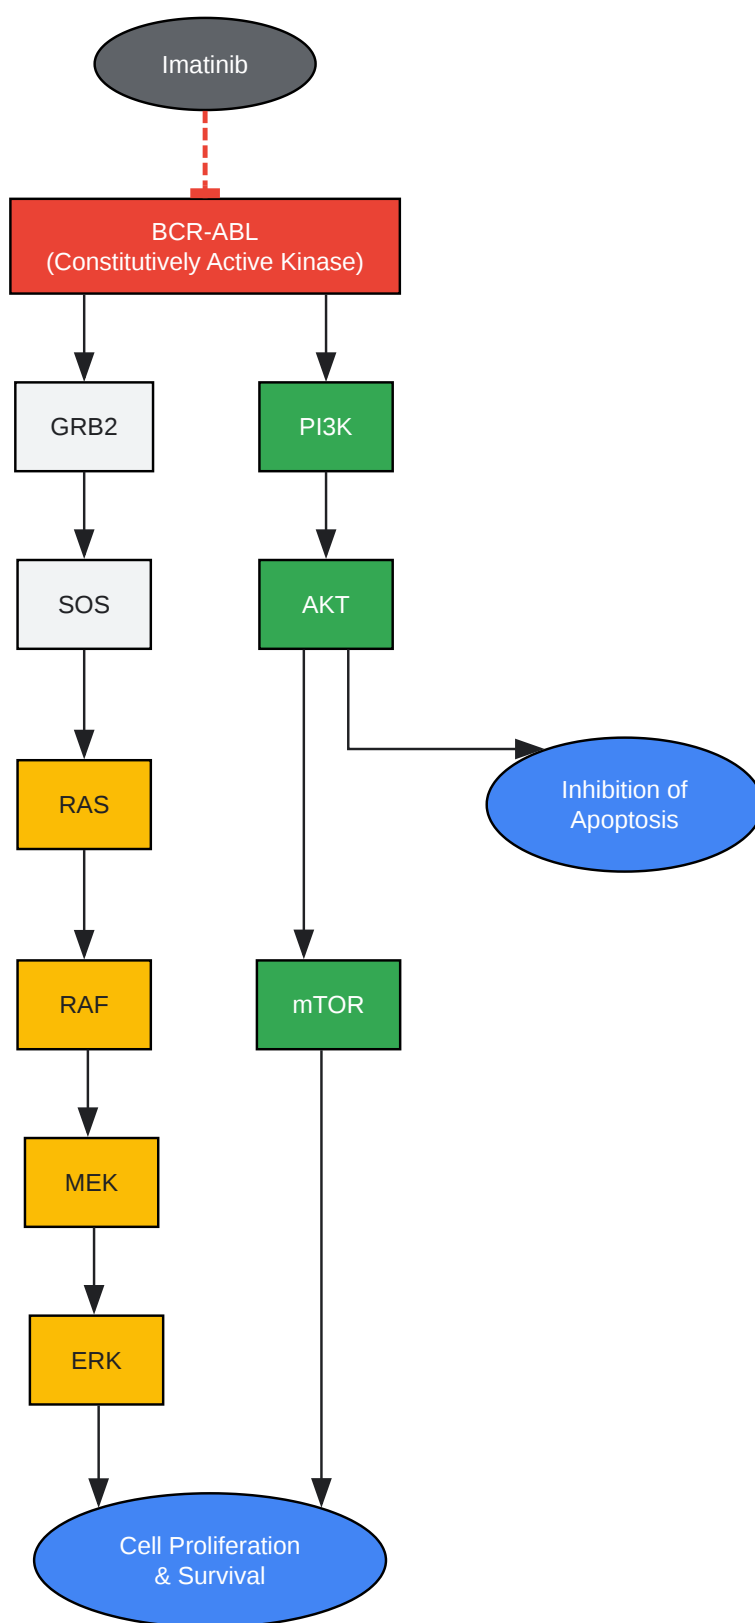 Imatinib
BCR-ABL
(Constitutively Active Kinase)
GRB2
PI3K
SOS
AKT
RAS
Inhibition of
Apoptosis
RAF
mTOR
MEK
ERK
Cell Proliferation
& Survival